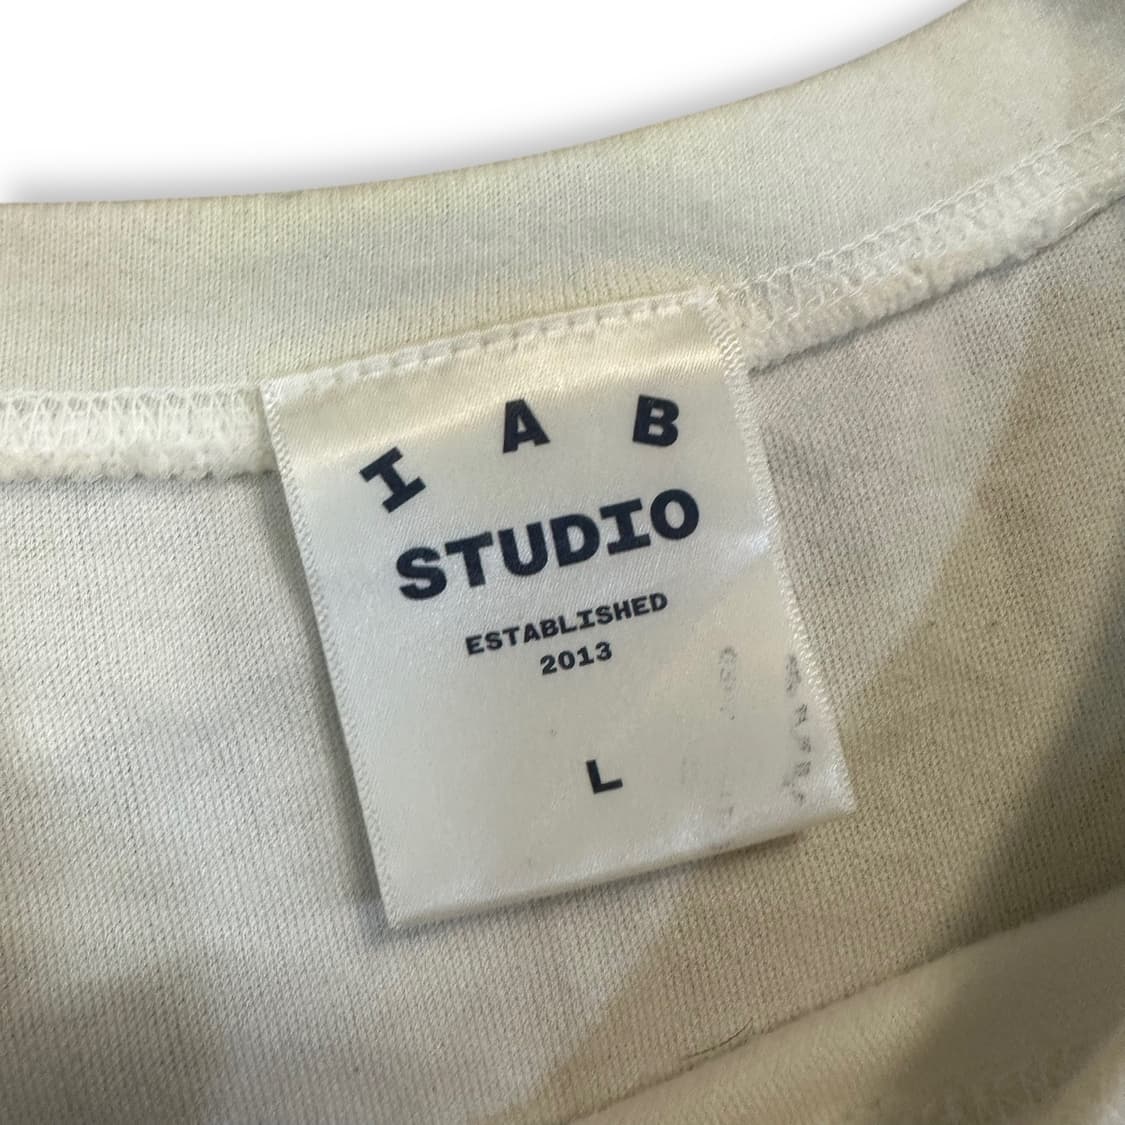 I A B
STUDIO
ESTABLISHED
2013
L